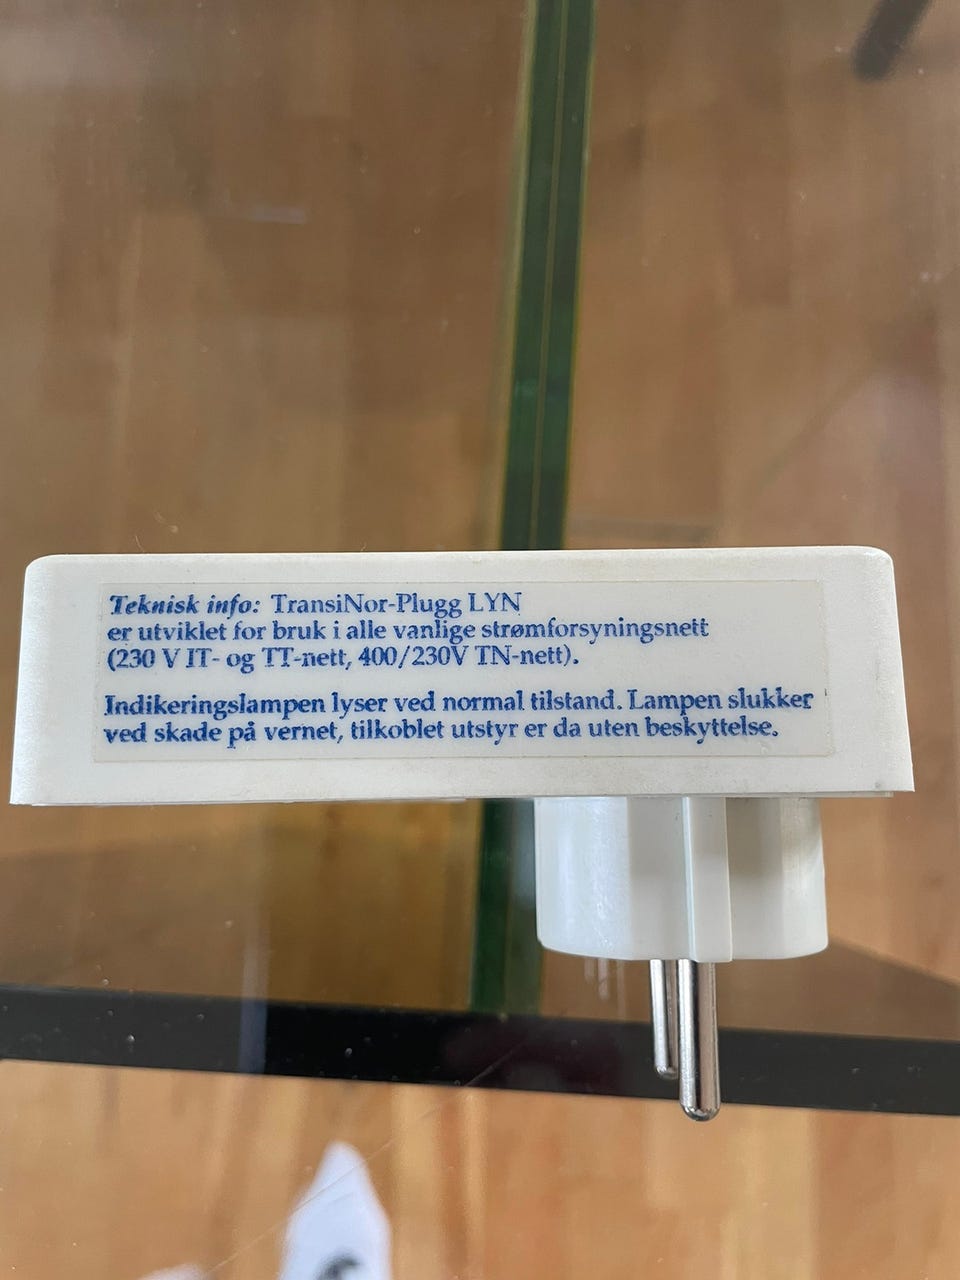 Teknisk info: TransiNor-Plugg LYN
er utviklet for bruk i alle vanlige strømforsyningsnett
(230 V IT- og TT-nett, 400/230V TN-nett).
Indikeringslampen lyser ved normal tilstand. Lampen slukker
ved skade på vernet, tilkoblet utstyr er da uten beskyttelse.